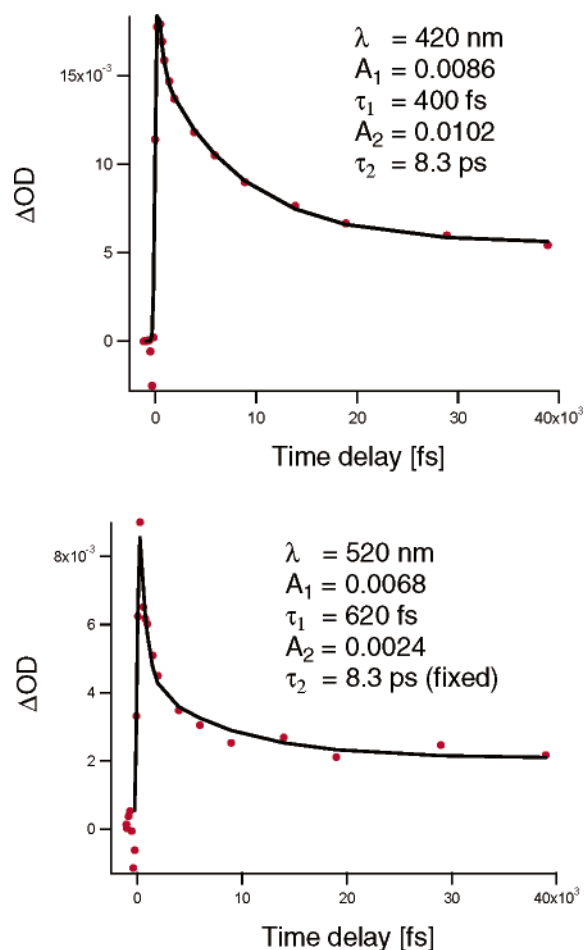 λ = 420 nm
A₁ = 0.0086
τ₁ = 400 fs
A₂ = 0.0102
τ₂ = 8.3 ps
15x10⁻³
10
5
0
ΔOD
0
10
20
30
40x10³
Time delay [fs]
λ = 520 nm
A₁ = 0.0068
τ₁ = 620 fs
A₂ = 0.0024
τ₂ = 8.3 ps (fixed)
8x10⁻³
6
4
2
0
ΔOD
0
10
20
30
40x10³
Time delay [fs]